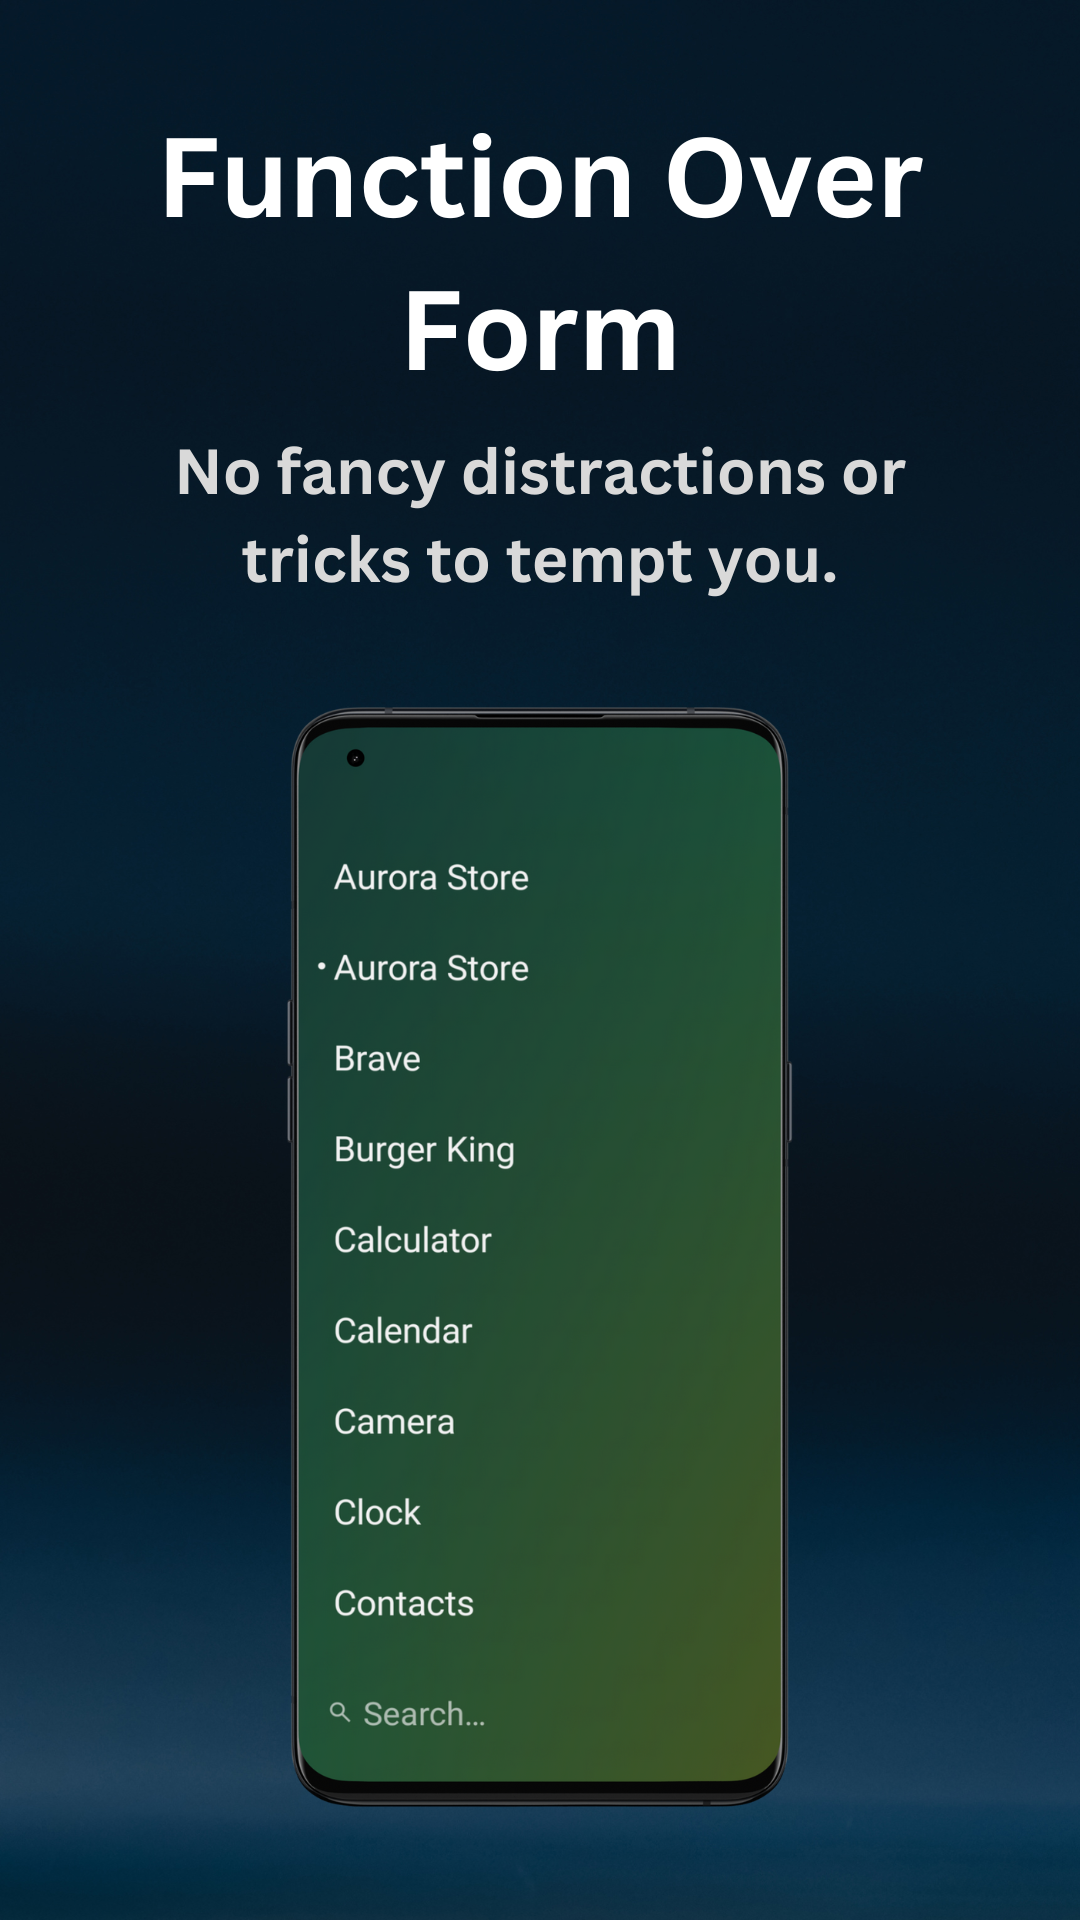 Function Over
Form
No fancy distractions or
tricks to tempt you.
Aurora Store
• Aurora Store
Brave
Burger King
Calculator
Calendar
Camera
Clock
Contacts
Search...